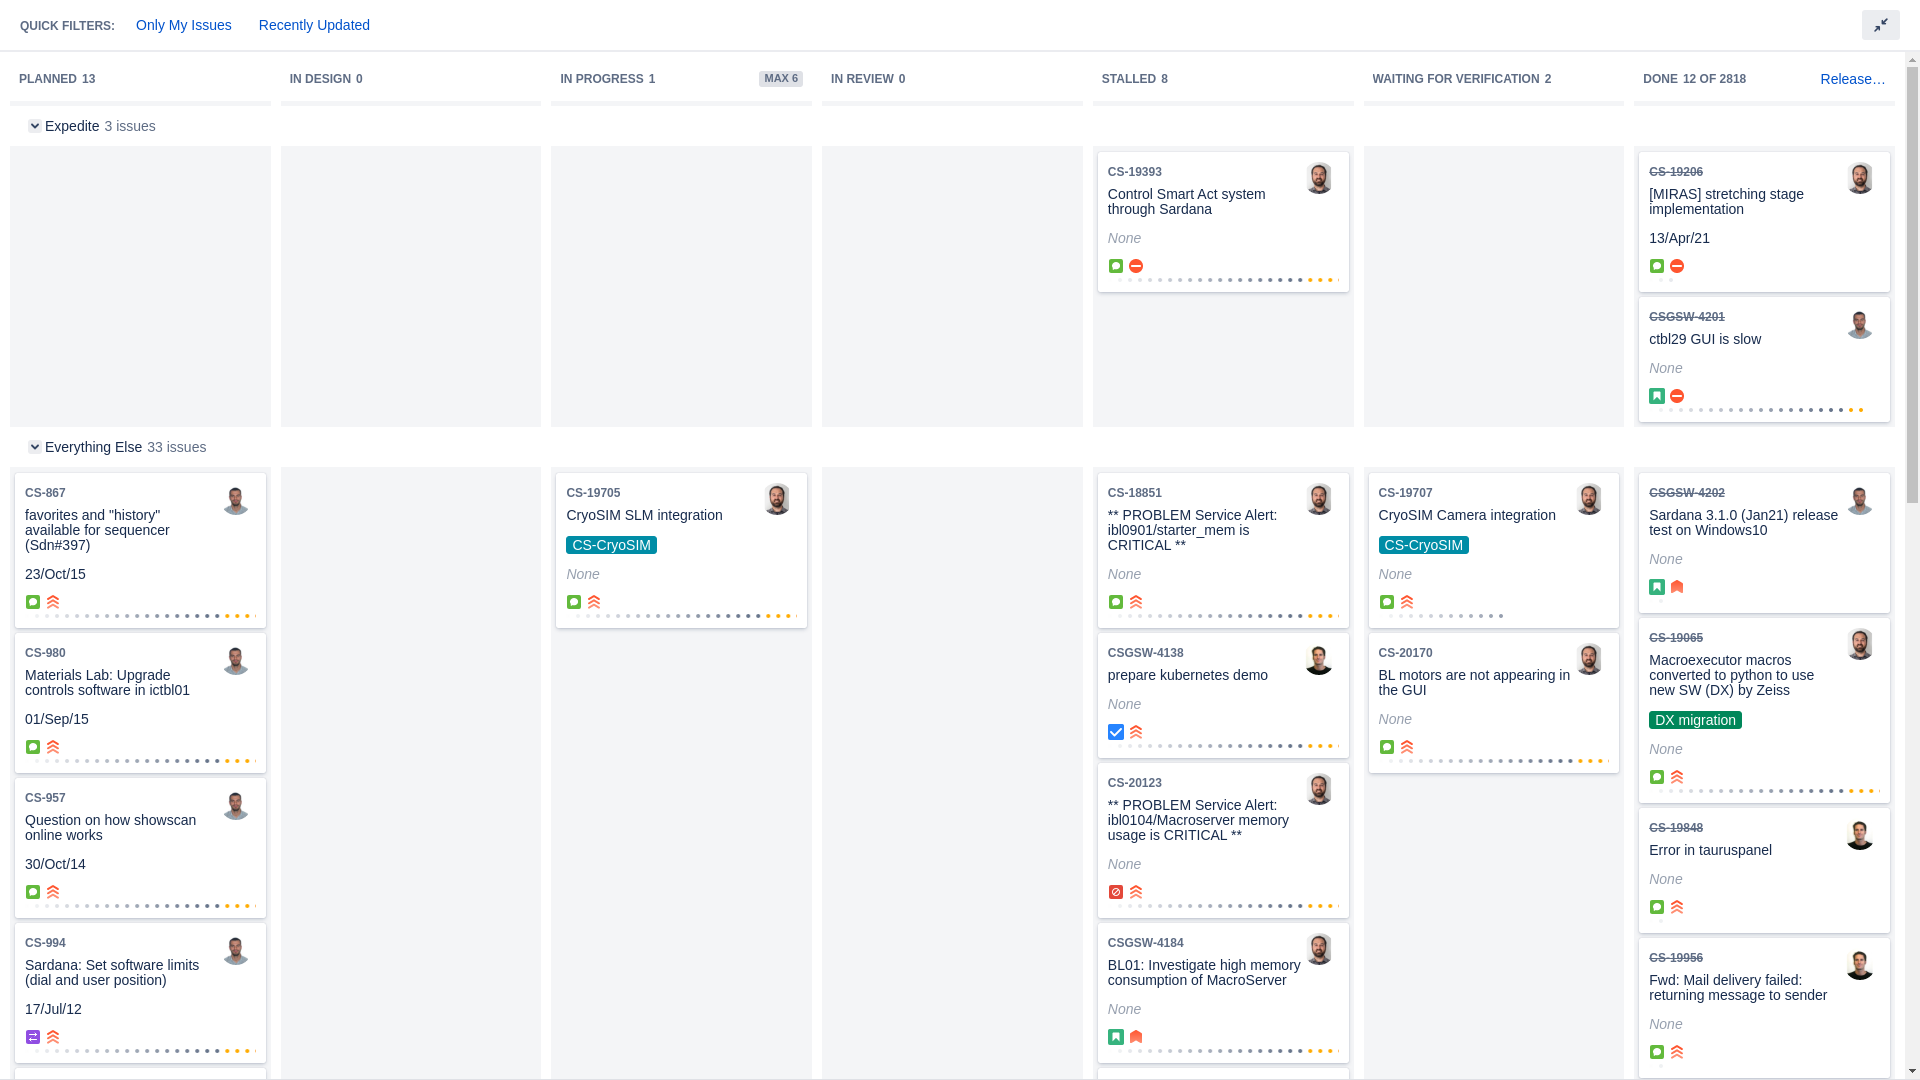 QUICK FILTERS: Only My Issues Recently Updated
PLANNED 13 IN DESIGN 0 IN PROGRESS 1 MAX 6 IN REVIEW 0 STALLED 8 WAITING FOR VERIFICATION 2 DONE 12 OF 2818 Release…
Expedite 3 issues
CS-19393
Control Smart Act system
through Sardana
None
CS-19206
[MIRAS] stretching stage
implementation
13/Apr/21
CSGSW-4201
ctbl29 GUI is slow
None
Everything Else 33 issues
CS-867
favorites and "history"
available for sequencer
(Sdn#397)
23/Oct/15
CS-980
Materials Lab: Upgrade
controls software in ictbl01
01/Sep/15
CS-957
Question on how showscan
online works
30/Oct/14
CS-994
Sardana: Set software limits
(dial and user position)
17/Jul/12
CS-19705
CryoSIM SLM integration
CS-CryoSIM
None
CS-18851
** PROBLEM Service Alert:
ibl0901/starter_mem is
CRITICAL **
None
CSGSW-4138
prepare kubernetes demo
None
CS-20123
** PROBLEM Service Alert:
ibl0104/Macroserver memory
usage is CRITICAL **
None
CSGSW-4184
BL01: Investigate high memory
consumption of MacroServer
None
CS-19707
CryoSIM Camera integration
CS-CryoSIM
None
CS-20170
BL motors are not appearing in
the GUI
None
CSGSW-4202
Sardana 3.1.0 (Jan21) release
test on Windows10
None
CS-19065
Macroexecutor macros
converted to python to use
new SW (DX) by Zeiss
DX migration
None
CS-19848
Error in tauruspanel
None
CS-19956
Fwd: Mail delivery failed:
returning message to sender
None